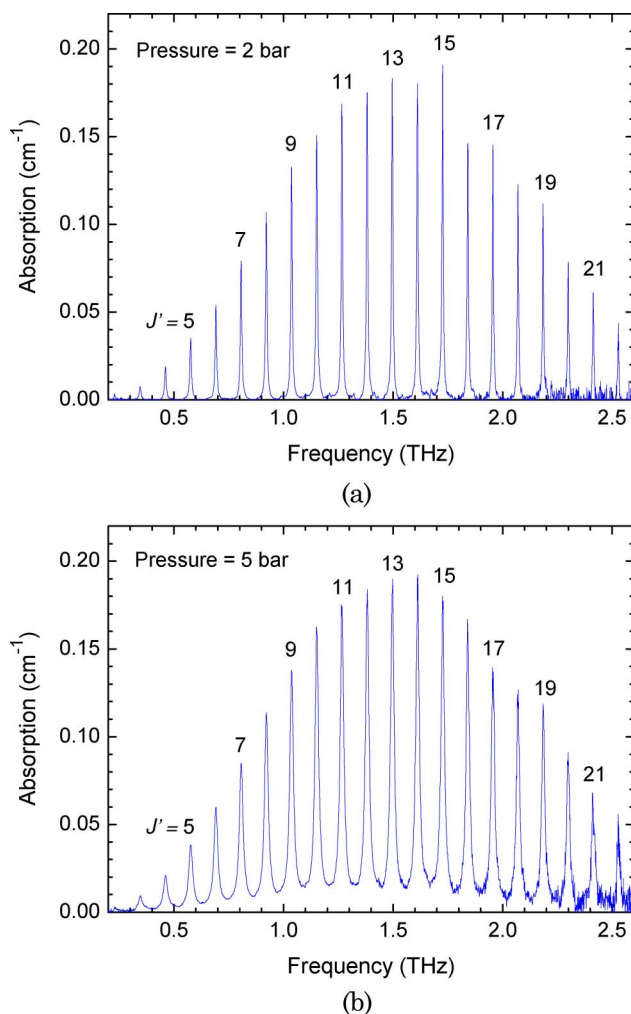 0.20
Pressure = 2 bar
15
13
11
0.15
17
9
19
Absorption (cm⁻¹)
0.10
7
21
0.05
J' = 5
0.00
0.5 1.0 1.5 2.0 2.5
Frequency (THz)
(a)
0.20
Pressure = 5 bar
13
15
11
0.15
9
17
19
Absorption (cm⁻¹)
0.10
7
21
0.05
J' = 5
0.00
0.5 1.0 1.5 2.0 2.5
Frequency (THz)
(b)